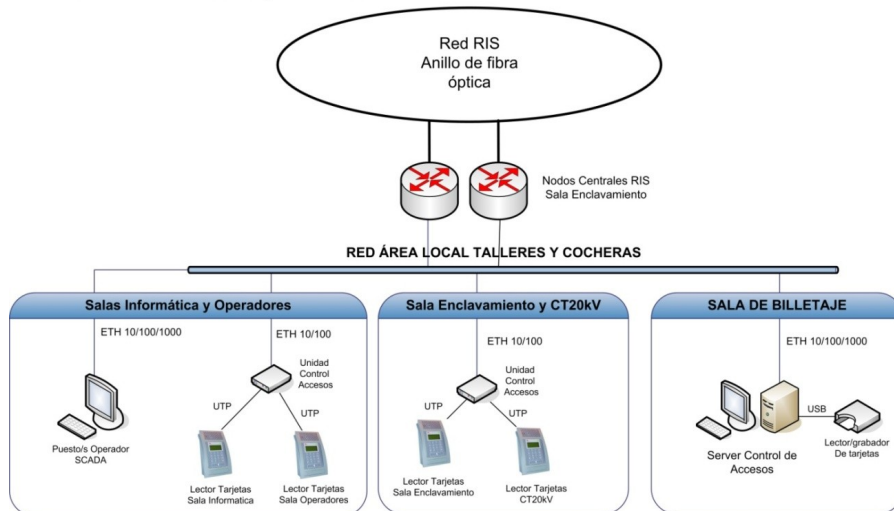 Red RIS
Anillo de fibra
óptica
Nodos Centrales RIS
Sala Enclavamiento
RED ÁREA LOCAL TALLERES Y COCHERAS
Salas Informática y Operadores
ETH 10/100/1000
ETH 10/100
Unidad
Control
Accesos
UTP
UTP
Puesto/s Operador
SCADA
Lector Tarjetas
Sala Informatica
Lector Tarjetas
Sala Operadores
Sala Enclavamiento y CT20kV
ETH 10/100
Unidad
Control
Accesos
UTP
UTP
Lector Tarjetas
Sala Enclavamiento
Lector Tarjetas
CT20kV
SALA DE BILLETAJE
ETH 10/100/1000
USB
Server Control de
Accesos
Lector/grabador
De tarjetas